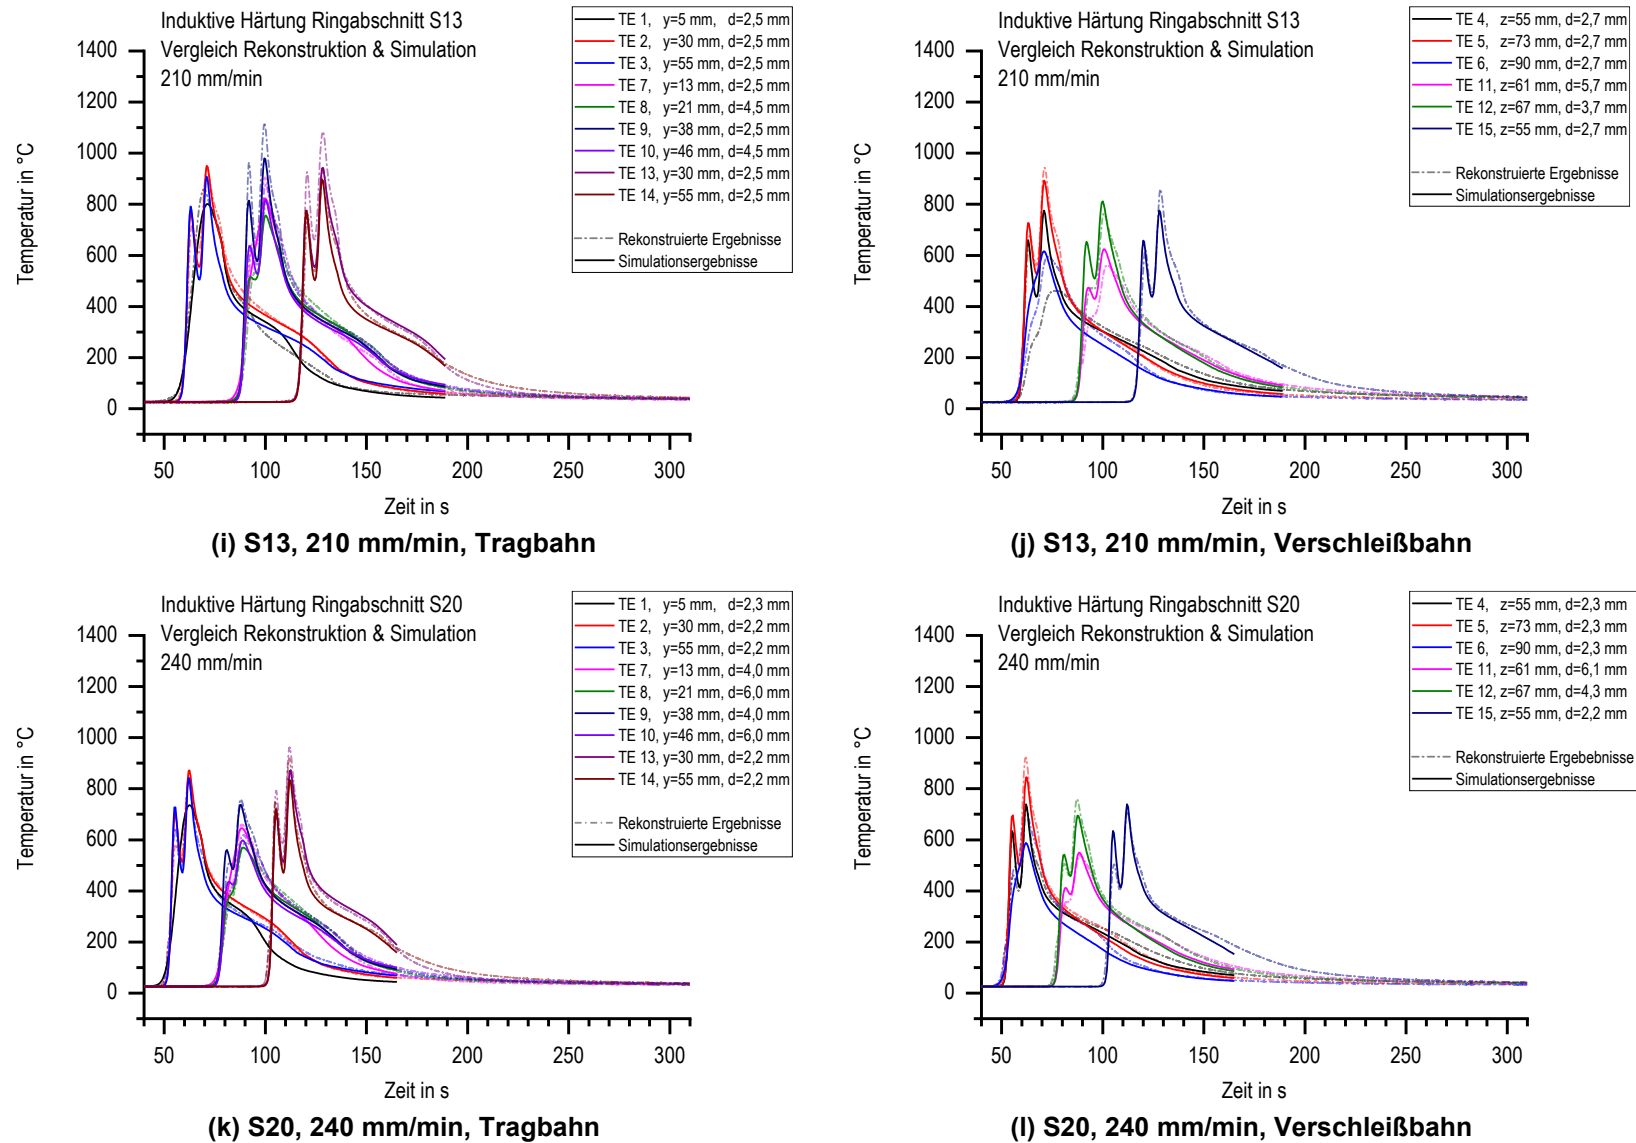 Induktive Härtung Ringabschnitt S13
Vergleich Rekonstruktion & Simulation
210 mm/min
TE 1, y=5 mm, d=2,5 mm
TE 2, y=30 mm, d=2,5 mm
TE 3, y=55 mm, d=2,5 mm
TE 7, y=13 mm, d=2,5 mm
TE 8, y=21 mm, d=4,5 mm
TE 9, y=38 mm, d=2,5 mm
TE 10, y=46 mm, d=4,5 mm
TE 13, y=30 mm, d=2,5 mm
TE 14, y=55 mm, d=2,5 mm
Rekonstruierte Ergebnisse
Simulationsergebnisse
Temperatur in °C
1400
1200
1000
800
600
400
200
0
50 100 150 200 250 300
Zeit in s
(i) S13, 210 mm/min, Tragbahn
Induktive Härtung Ringabschnitt S13
Vergleich Rekonstruktion & Simulation
210 mm/min
TE 4, z=55 mm, d=2,7 mm
TE 5, z=73 mm, d=2,7 mm
TE 6, z=90 mm, d=2,7 mm
TE 11, z=61 mm, d=5,7 mm
TE 12, z=67 mm, d=3,7 mm
TE 15, z=55 mm, d=2,7 mm
Rekonstruierte Ergebnisse
Simulationsergebnisse
Temperatur in °C
1400
1200
1000
800
600
400
200
0
50 100 150 200 250 300
Zeit in s
(j) S13, 210 mm/min, Verschleißbahn
Induktive Härtung Ringabschnitt S20
Vergleich Rekonstruktion & Simulation
240 mm/min
TE 1, y=5 mm, d=2,3 mm
TE 2, y=30 mm, d=2,2 mm
TE 3, y=55 mm, d=2,2 mm
TE 7, y=13 mm, d=4,0 mm
TE 8, y=21 mm, d=6,0 mm
TE 9, y=38 mm, d=4,0 mm
TE 10, y=46 mm, d=6,0 mm
TE 13, y=30 mm, d=2,2 mm
TE 14, y=55 mm, d=2,2 mm
Rekonstruierte Ergebnisse
Simulationsergebnisse
Temperatur in °C
1400
1200
1000
800
600
400
200
0
50 100 150 200 250 300
Zeit in s
(k) S20, 240 mm/min, Tragbahn
Induktive Härtung Ringabschnitt S20
Vergleich Rekonstruktion & Simulation
240 mm/min
TE 4, z=55 mm, d=2,3 mm
TE 5, z=73 mm, d=2,3 mm
TE 6, z=90 mm, d=2,3 mm
TE 11, z=61 mm, d=6,1 mm
TE 12, z=67 mm, d=4,3 mm
TE 15, z=55 mm, d=2,2 mm
Rekonstruierte Ergebebnisse
Simulationsergebnisse
Temperatur in °C
1400
1200
1000
800
600
400
200
0
50 100 150 200 250 300
Zeit in s
(l) S20, 240 mm/min, Verschleißbahn